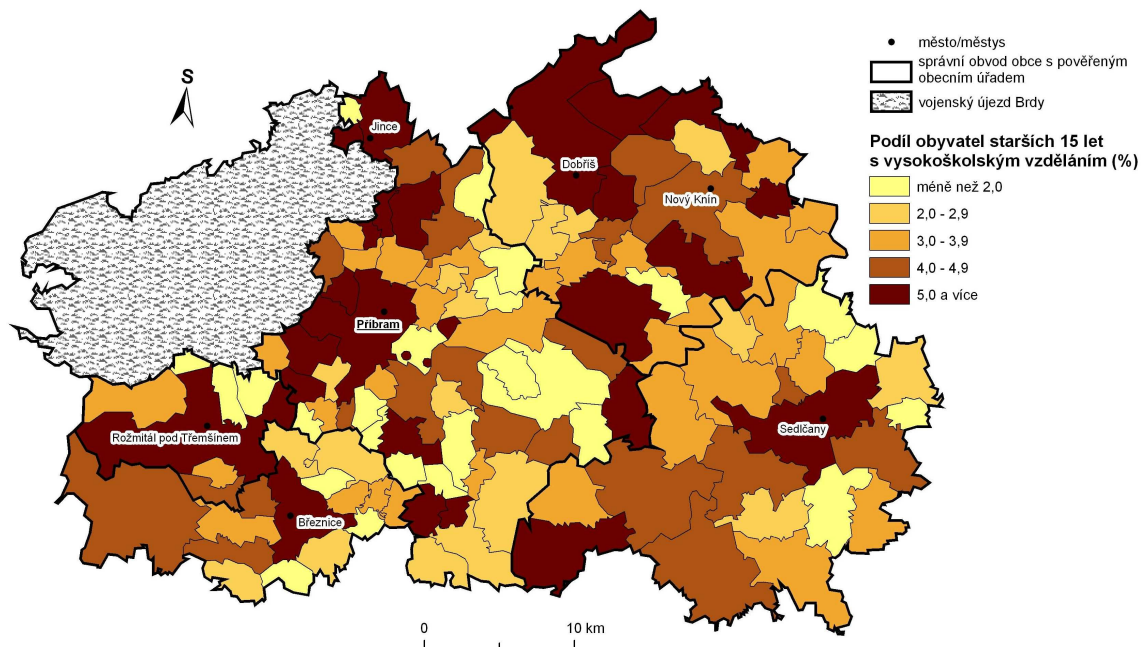 S
Jince
Dobříš
Nový Knín
Příbram
Rožmitál pod Třemšínem
Sedlčany
Březnice
město/městys
správní obvod obce s pověřeným
obecním úřadem
vojenský újezd Brdy
Podíl obyvatel starších 15 let
s vysokoškolským vzděláním (%)
méně než 2,0
2,0 - 2,9
3,0 - 3,9
4,0 - 4,9
5,0 a více
0 10 km